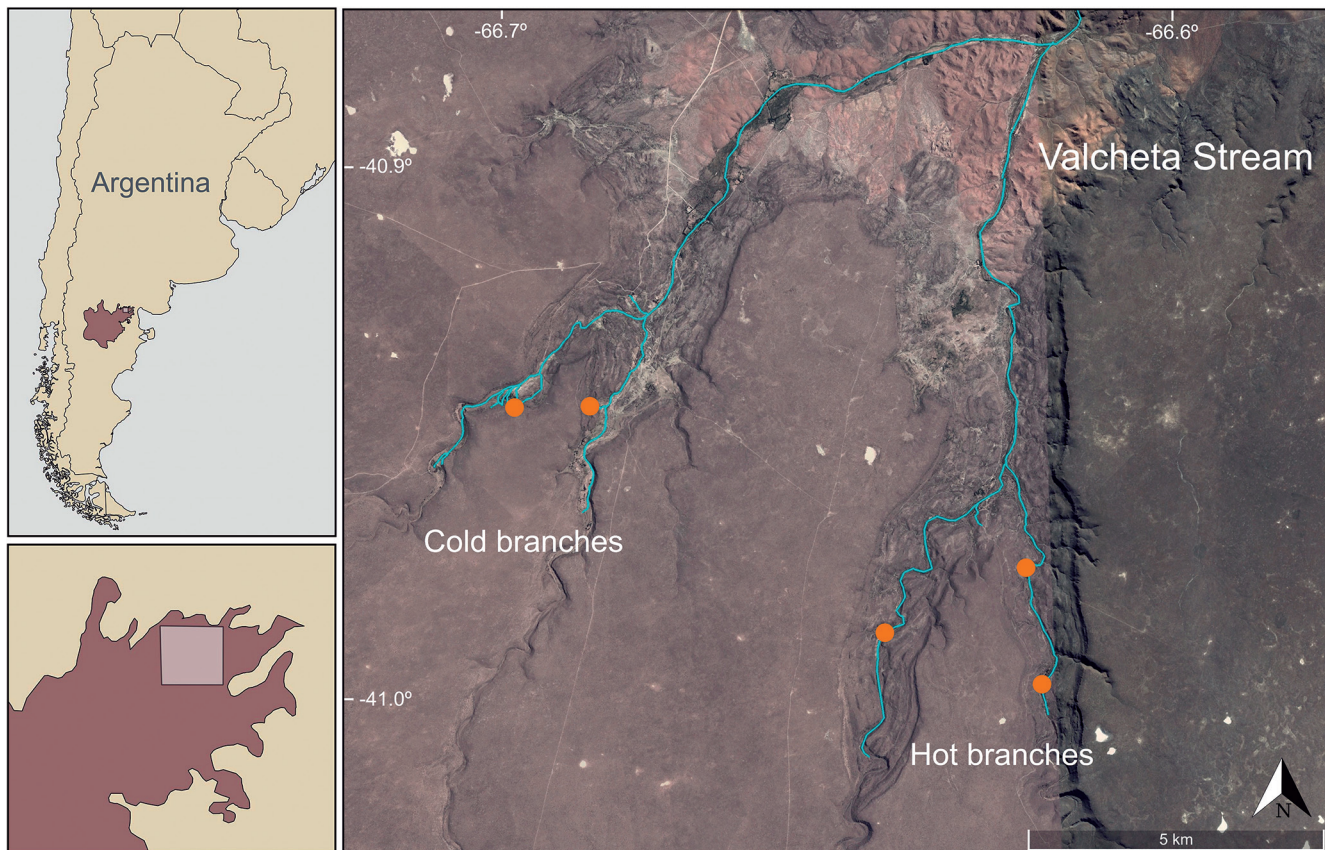 Argentina
-66.7º
-66.6º
-40.9º
Valcheta Stream
Cold branches
-41.0º
Hot branches
N
5 km